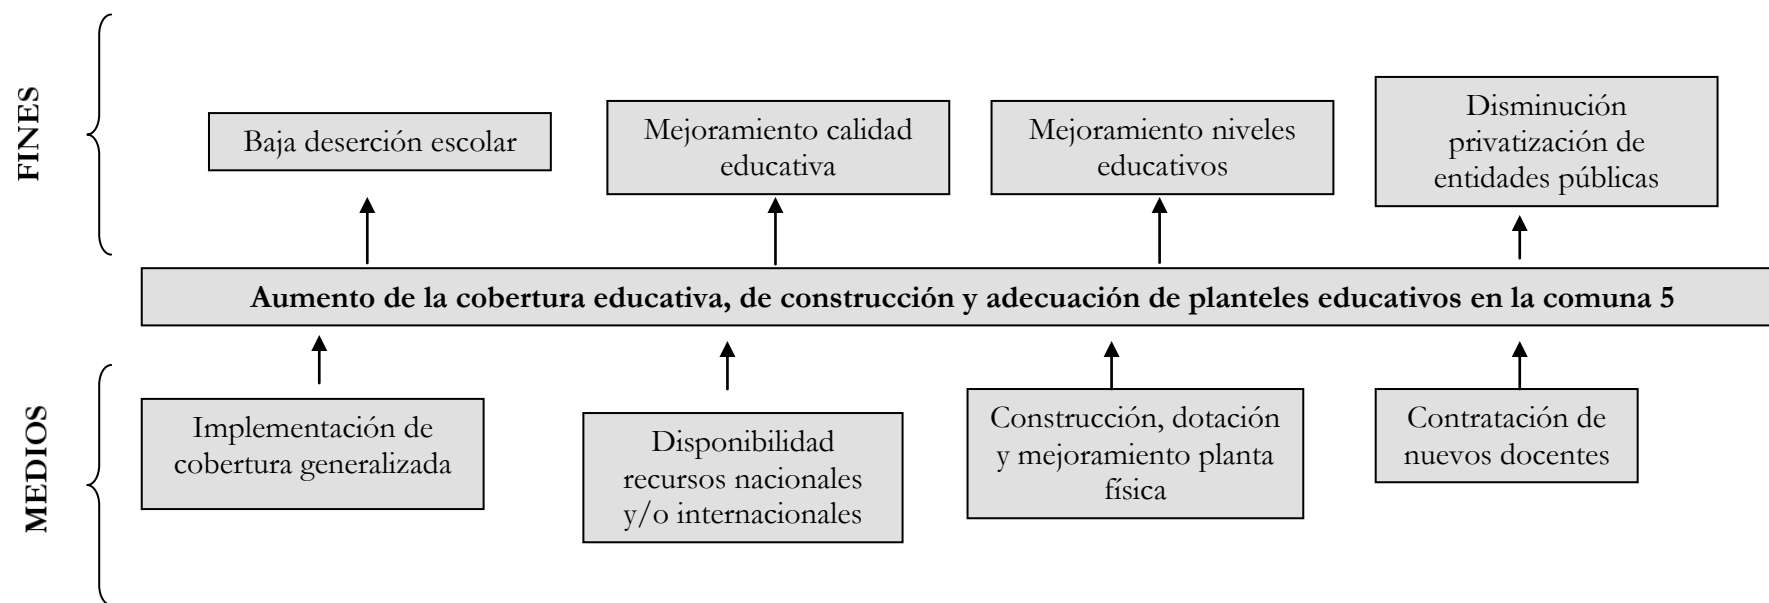 FINES
Baja deserción escolar
Mejoramiento calidad
educativa
Mejoramiento niveles
educativos
Disminución
privatización de
entidades públicas
Aumento de la cobertura educativa, de construcción y adecuación de planteles educativos en la comuna 5
MEDIOS
Implementación de
cobertura generalizada
Disponibilidad
recursos nacionales
y/o internacionales
Construcción, dotación
y mejoramiento planta
física
Contratación de
nuevos docentes